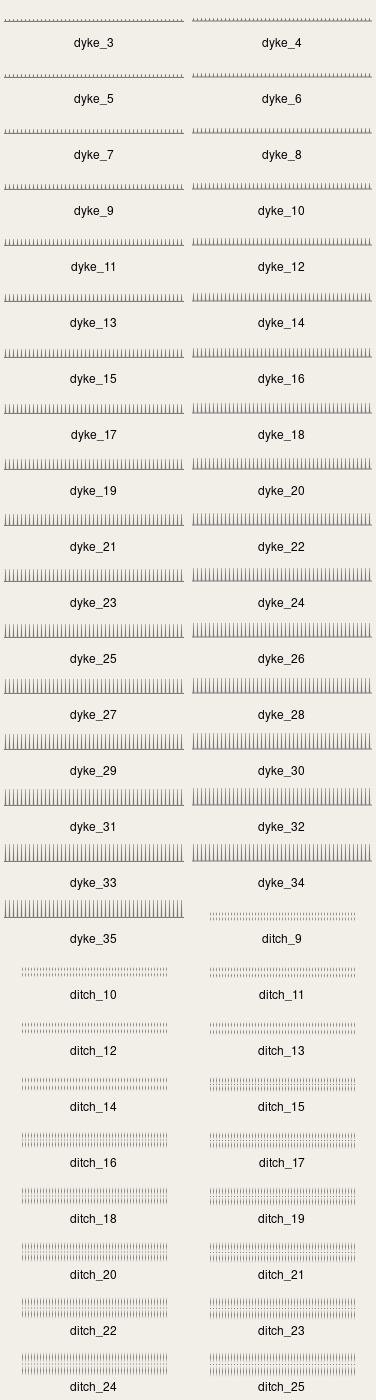 dyke_3 dyke_4
dyke_5 dyke_6
dyke_7 dyke_8
dyke_9 dyke_10
dyke_11 dyke_12
dyke_13 dyke_14
dyke_15 dyke_16
dyke_17 dyke_18
dyke_19 dyke_20
dyke_21 dyke_22
dyke_23 dyke_24
dyke_25 dyke_26
dyke_27 dyke_28
dyke_29 dyke_30
dyke_31 dyke_32
dyke_33 dyke_34
dyke_35 ditch_9
ditch_10 ditch_11
ditch_12 ditch_13
ditch_14 ditch_15
ditch_16 ditch_17
ditch_18 ditch_19
ditch_20 ditch_21
ditch_22 ditch_23
ditch_24 ditch_25